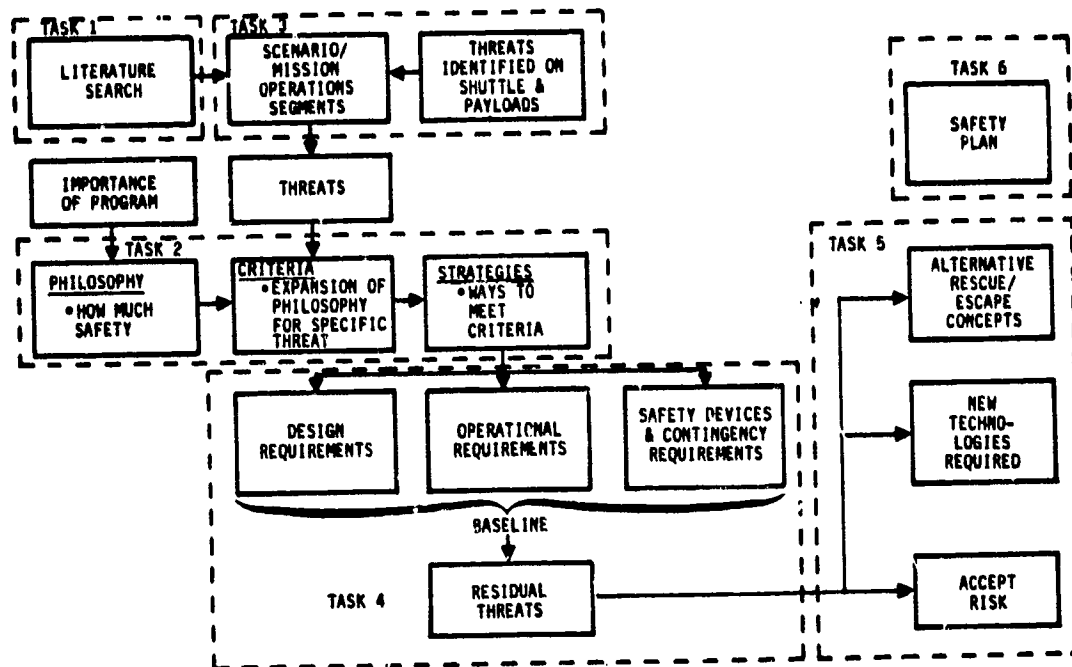 TASK 1
LITERATURE
SEARCH
TASK 3
SCENARIO/
MISSION
OPERATIONS
SEGMENTS
THREATS
IDENTIFIED ON
SHUTTLE &
PAYLOADS
TASK 6
SAFETY
PLAN
IMPORTANCE
OF PROGRAM
THREATS
TASK 2
PHILOSOPHY
• HOW MUCH
SAFETY
CRITERIA
• EXPANSION OF
PHILOSOPHY
FOR SPECIFIC
THREAT
STRATEGIES
• WAYS TO
MEET
CRITERIA
TASK 5
ALTERNATIVE
RESCUE/
ESCAPE
CONCEPTS
DESIGN
REQUIREMENTS
OPERATIONAL
REQUIREMENTS
SAFETY DEVICES
& CONTINGENCY
REQUIREMENTS
NEW
TECHNO-
LOGIES
REQUIRED
BASELINE
TASK 4
RESIDUAL
THREATS
ACCEPT
RISK